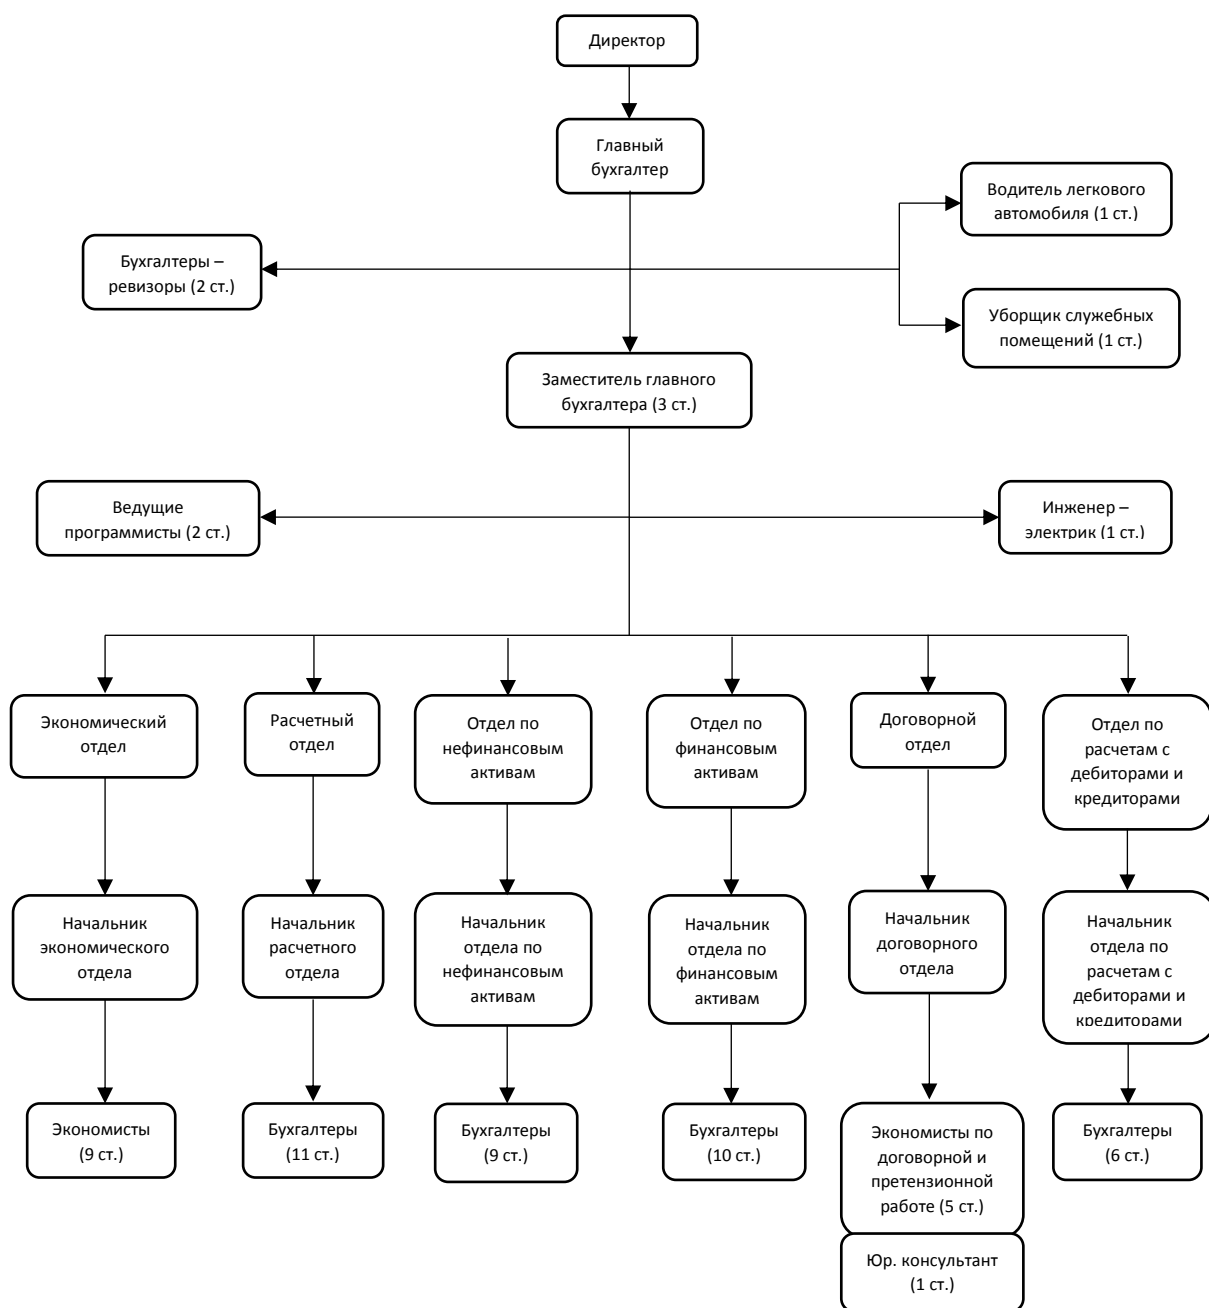 Директор
Главный
бухгалтер
Водитель легкового
автомобиля (1 ст.)
Бухгалтеры –
ревизоры (2 ст.)
Уборщик служебных
помещений (1 ст.)
Заместитель главного
бухгалтера (3 ст.)
Ведущие
программисты (2 ст.)
Инженер –
электрик (1 ст.)
Экономический
отдел
Расчетный
отдел
Отдел по
нефинансовым
активам
Отдел по
финансовым
активам
Договорной
отдел
Отдел по
расчетам с
дебиторами и
кредиторами
Начальник
экономического
отдела
Начальник
расчетного
отдела
Начальник
отдела по
нефинансовым
активам
Начальник
отдела по
финансовым
активам
Начальник
договорного
отдела
Начальник
отдела по
расчетам с
дебиторами и
кредиторами
Экономисты
(9 ст.)
Бухгалтеры
(11 ст.)
Бухгалтеры
(9 ст.)
Бухгалтеры
(10 ст.)
Экономисты по
договорной и
претензионной
работе (5 ст.)
Бухгалтеры
(6 ст.)
Юр. консультант
(1 ст.)